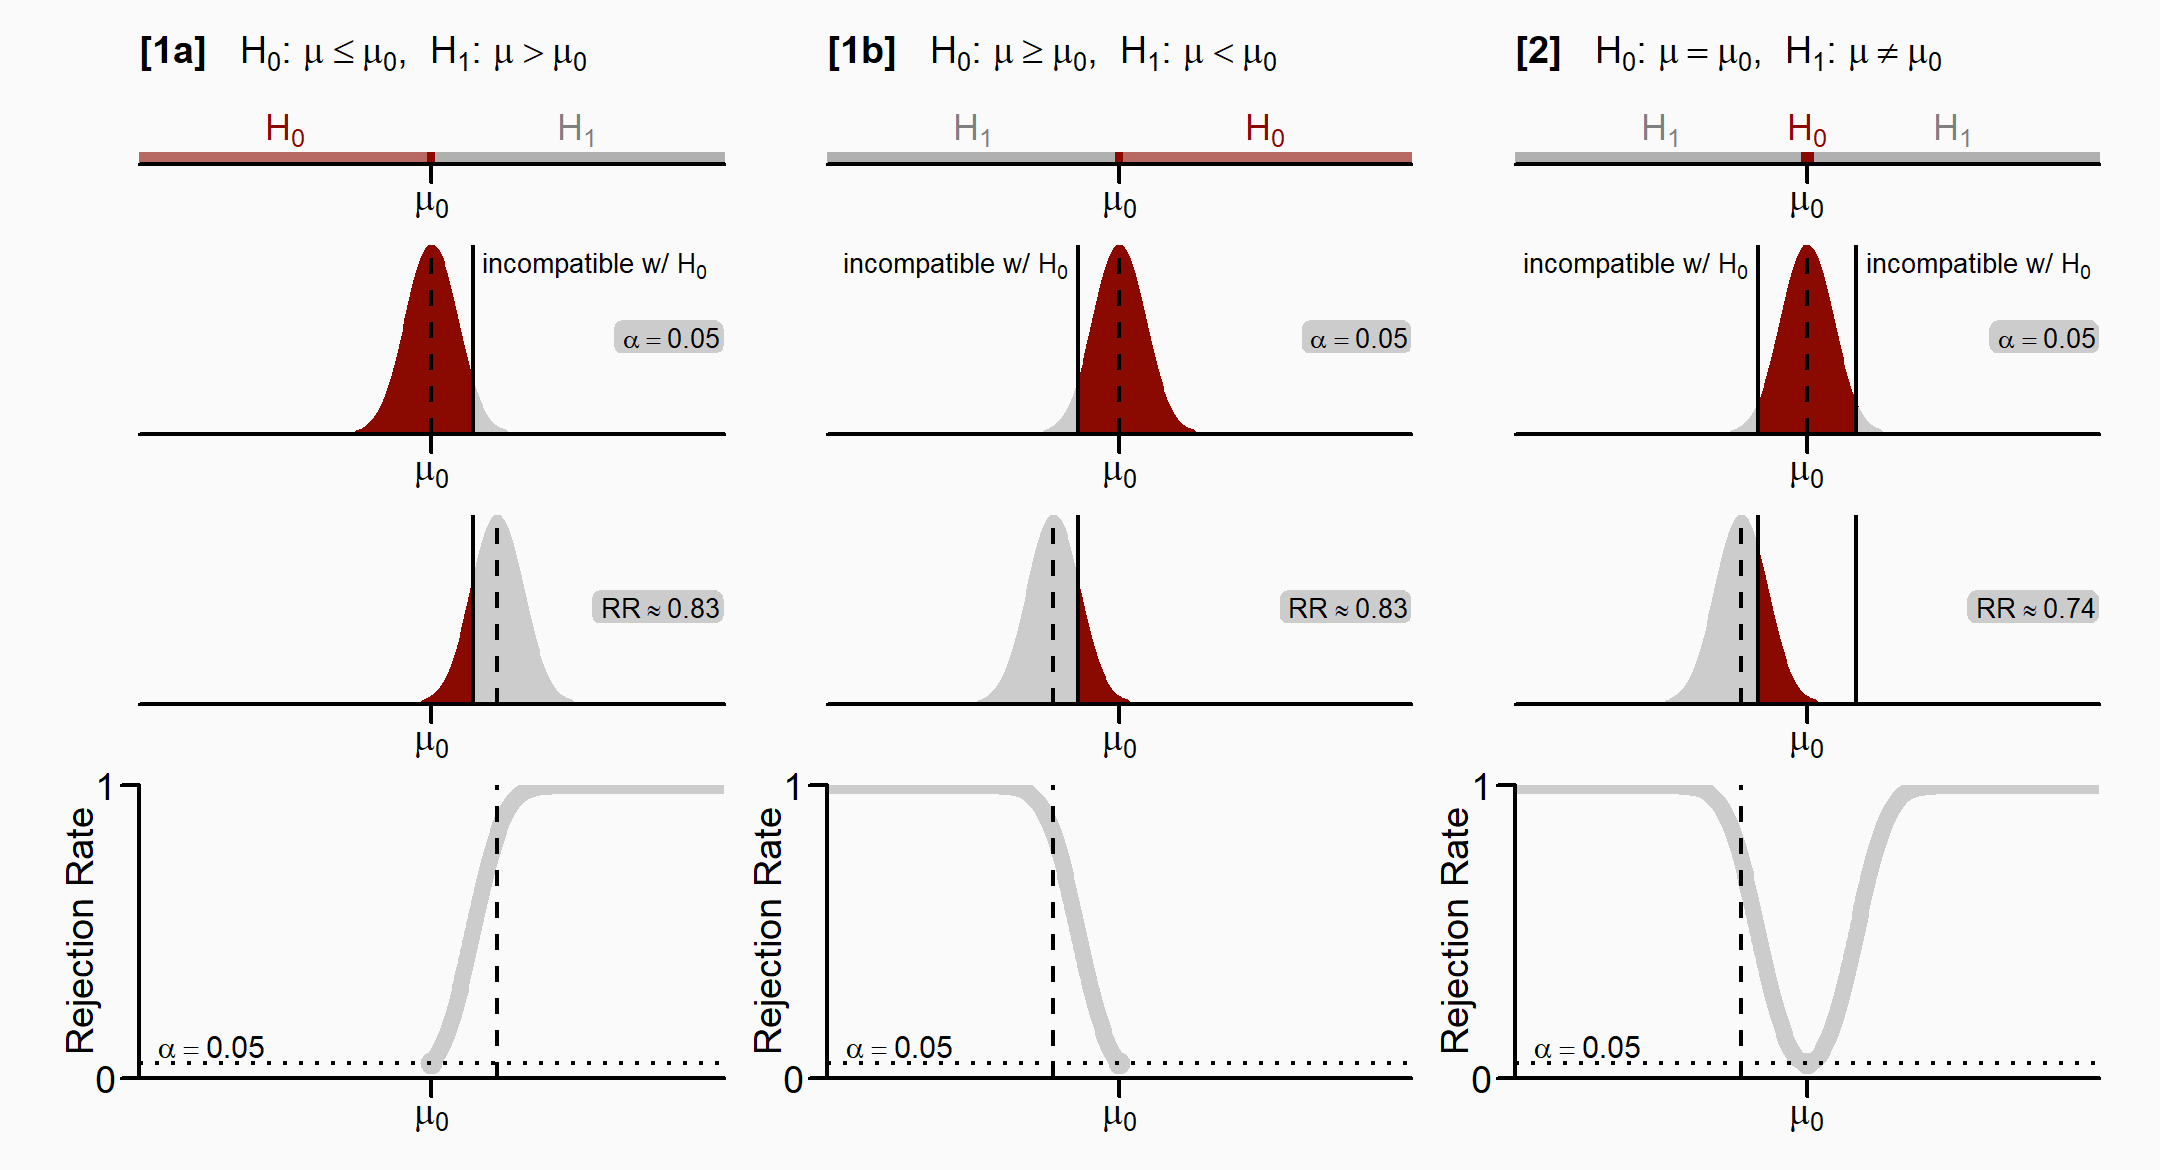 [1a] H₀: μ ≤ μ₀, H₁: μ > μ₀
H₀ H₁
μ₀
incompatible w/ H₀
α = 0.05
μ₀
RR ≈ 0.83
μ₀
Rejection Rate
1
α = 0.05
0
μ₀
[1b] H₀: μ ≥ μ₀, H₁: μ < μ₀
H₁ H₀
μ₀
incompatible w/ H₀
α = 0.05
μ₀
RR ≈ 0.83
μ₀
Rejection Rate
1
α = 0.05
0
μ₀
[2] H₀: μ = μ₀, H₁: μ ≠ μ₀
H₁ H₀ H₁
μ₀
incompatible w/ H₀ incompatible w/ H₀
α = 0.05
μ₀
RR ≈ 0.74
μ₀
Rejection Rate
1
α = 0.05
0
μ₀